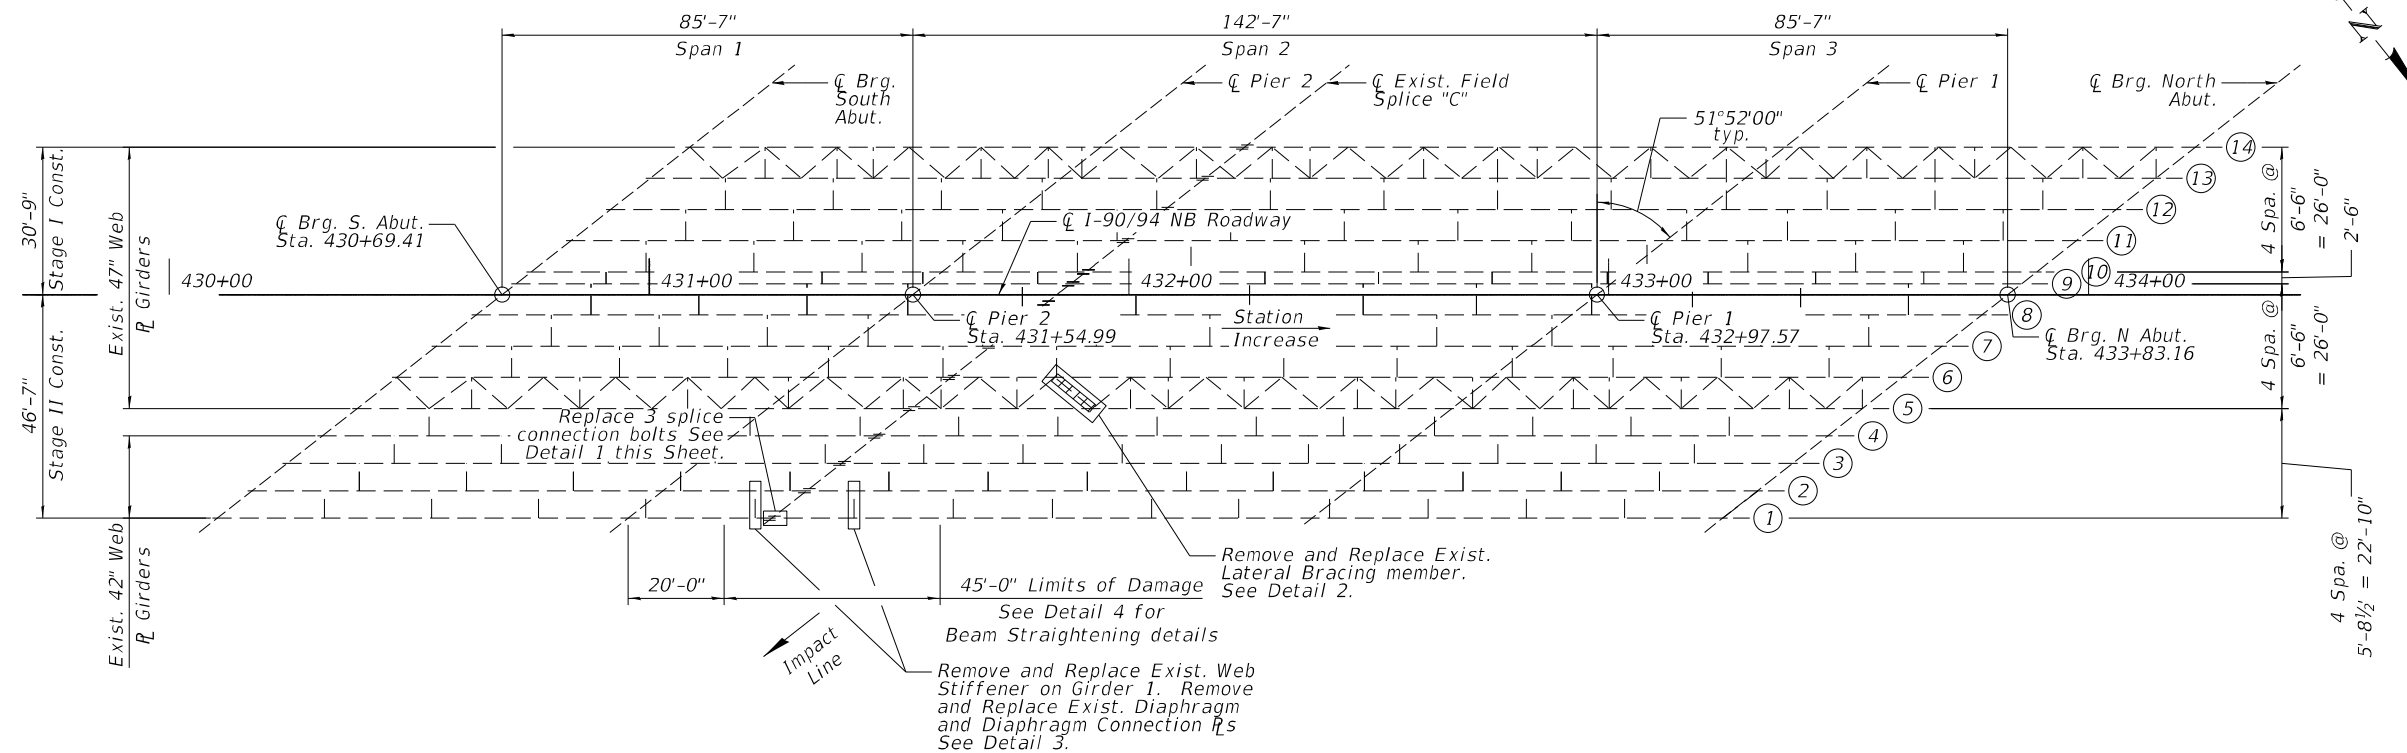 85'-7"
142'-7"
85'-7"
Span 1
Span 2
Span 3
N
℄ Brg.
South
Abut.
℄ Pier 2
℄ Exist. Field
Splice "C"
℄ Pier 1
℄ Brg. North
Abut.
51°52'00"
typ.
30'-9"
Stage I Const.
Exist. 47" Web
℄ Brg. S. Abut.
Sta. 430+69.41
℄ I-90/94 NB Roadway
14
13
12
11
10
9
4 Spa. @
6'-6"
= 26'-0"
2'-6"
430+00
431+00
432+00
433+00
434+00
46'-7"
Stage II Const.
℄ Pier 2
Sta. 431+54.99
Station
Increase
℄ Pier 1
Sta. 432+97.57
8
℄ Brg. N Abut.
Sta. 433+83.16
7
6
5
4
3
2
1
4 Spa. @
6'-6"
= 26'-0"
Replace 3 splice
connection bolts See
Detail 1 this Sheet.
Exist. 42" Web
PL Girders
PL Girders
20'-0"
45'-0" Limits of Damage
See Detail 4 for
Beam Straightening details
Remove and Replace Exist.
Lateral Bracing member.
See Detail 2.
4 Spa. @
5'-8½' = 22'-10"
Impact
Line
Remove and Replace Exist. Web
Stiffener on Girder 1. Remove
and Replace Exist. Diaphragm
and Diaphragm Connection PLs
See Detail 3.